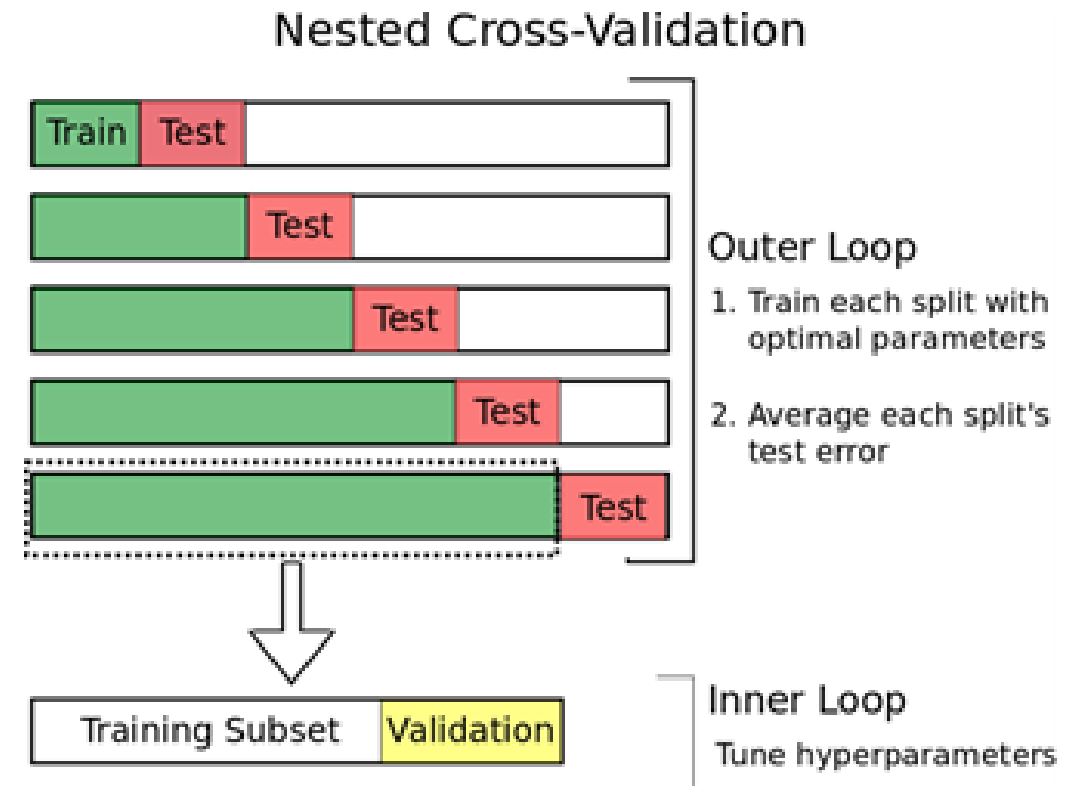 Nested Cross-Validation
Train Test
Test
Test
Test
Test
Outer Loop
1. Train each split with
optimal parameters
2. Average each split's
test error
Training Subset Validation
Inner Loop
Tune hyperparameters